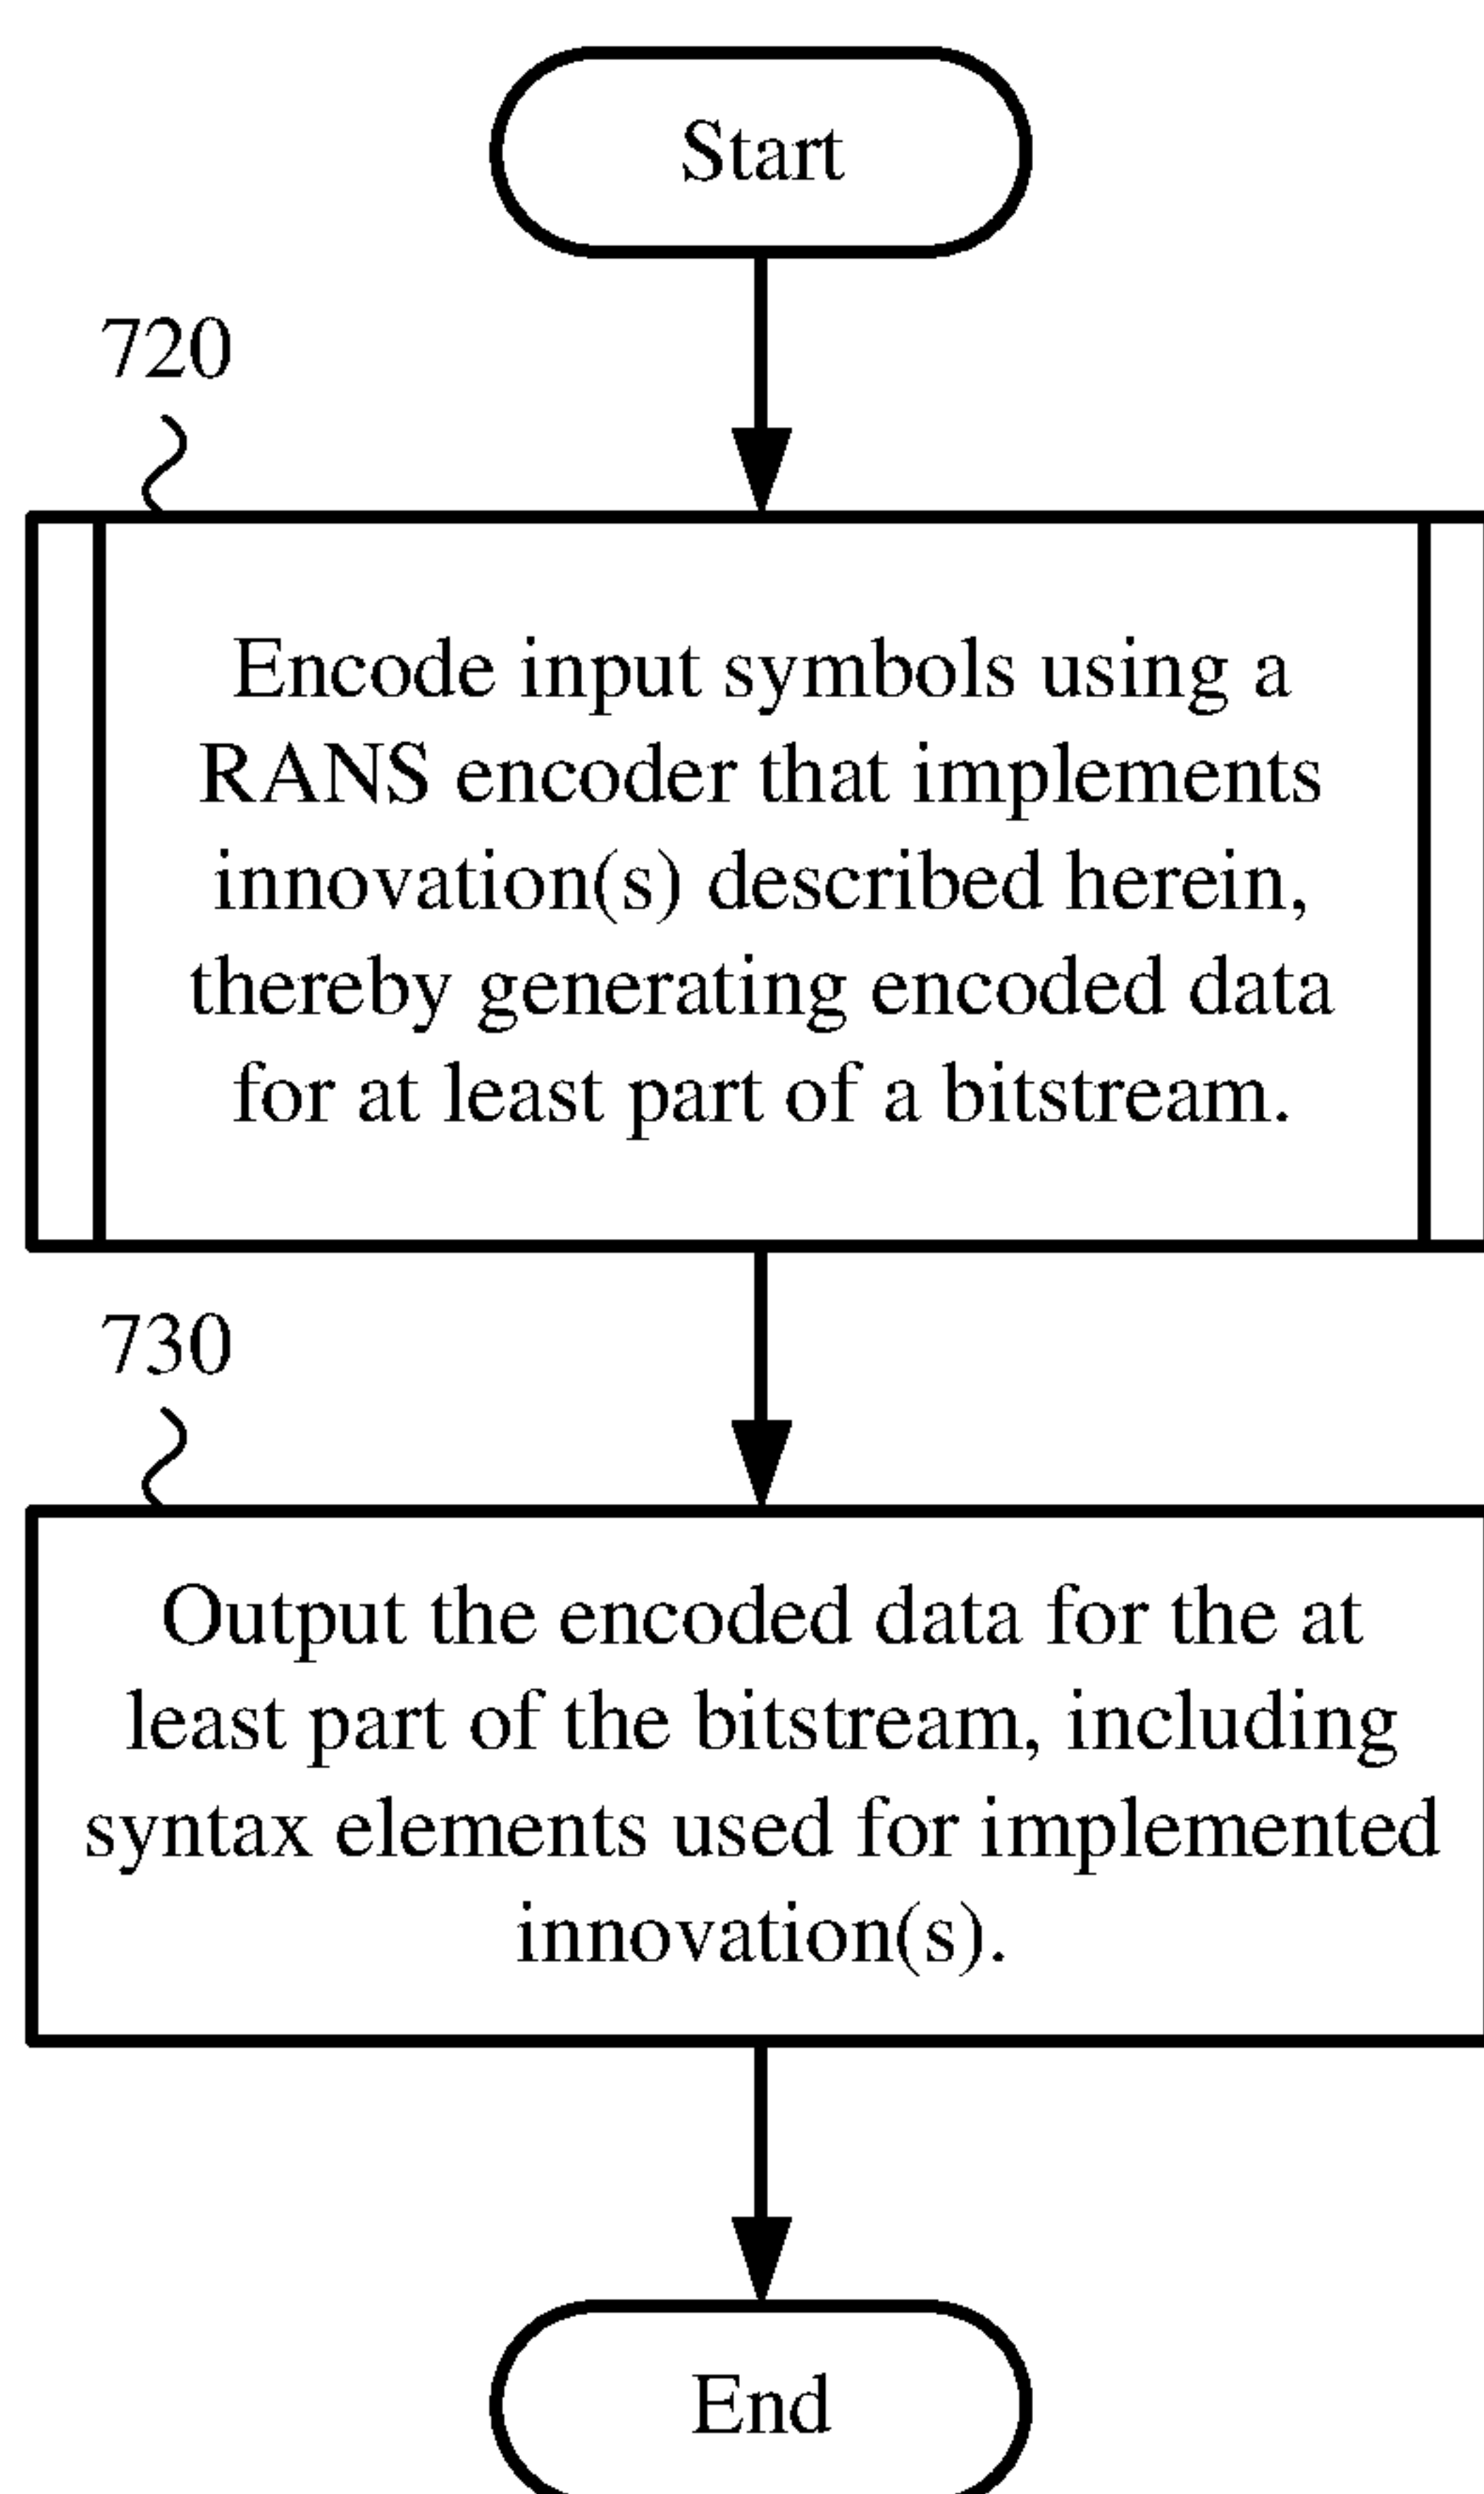 Start
720
Encode input symbols using a
RANS encoder that implements
innovation(s) described herein,
thereby generating encoded data
for at least part of a bitstream.
730
Output the encoded data for the at
least part of the bitstream, including
syntax elements used for implemented
innovation(s).
End